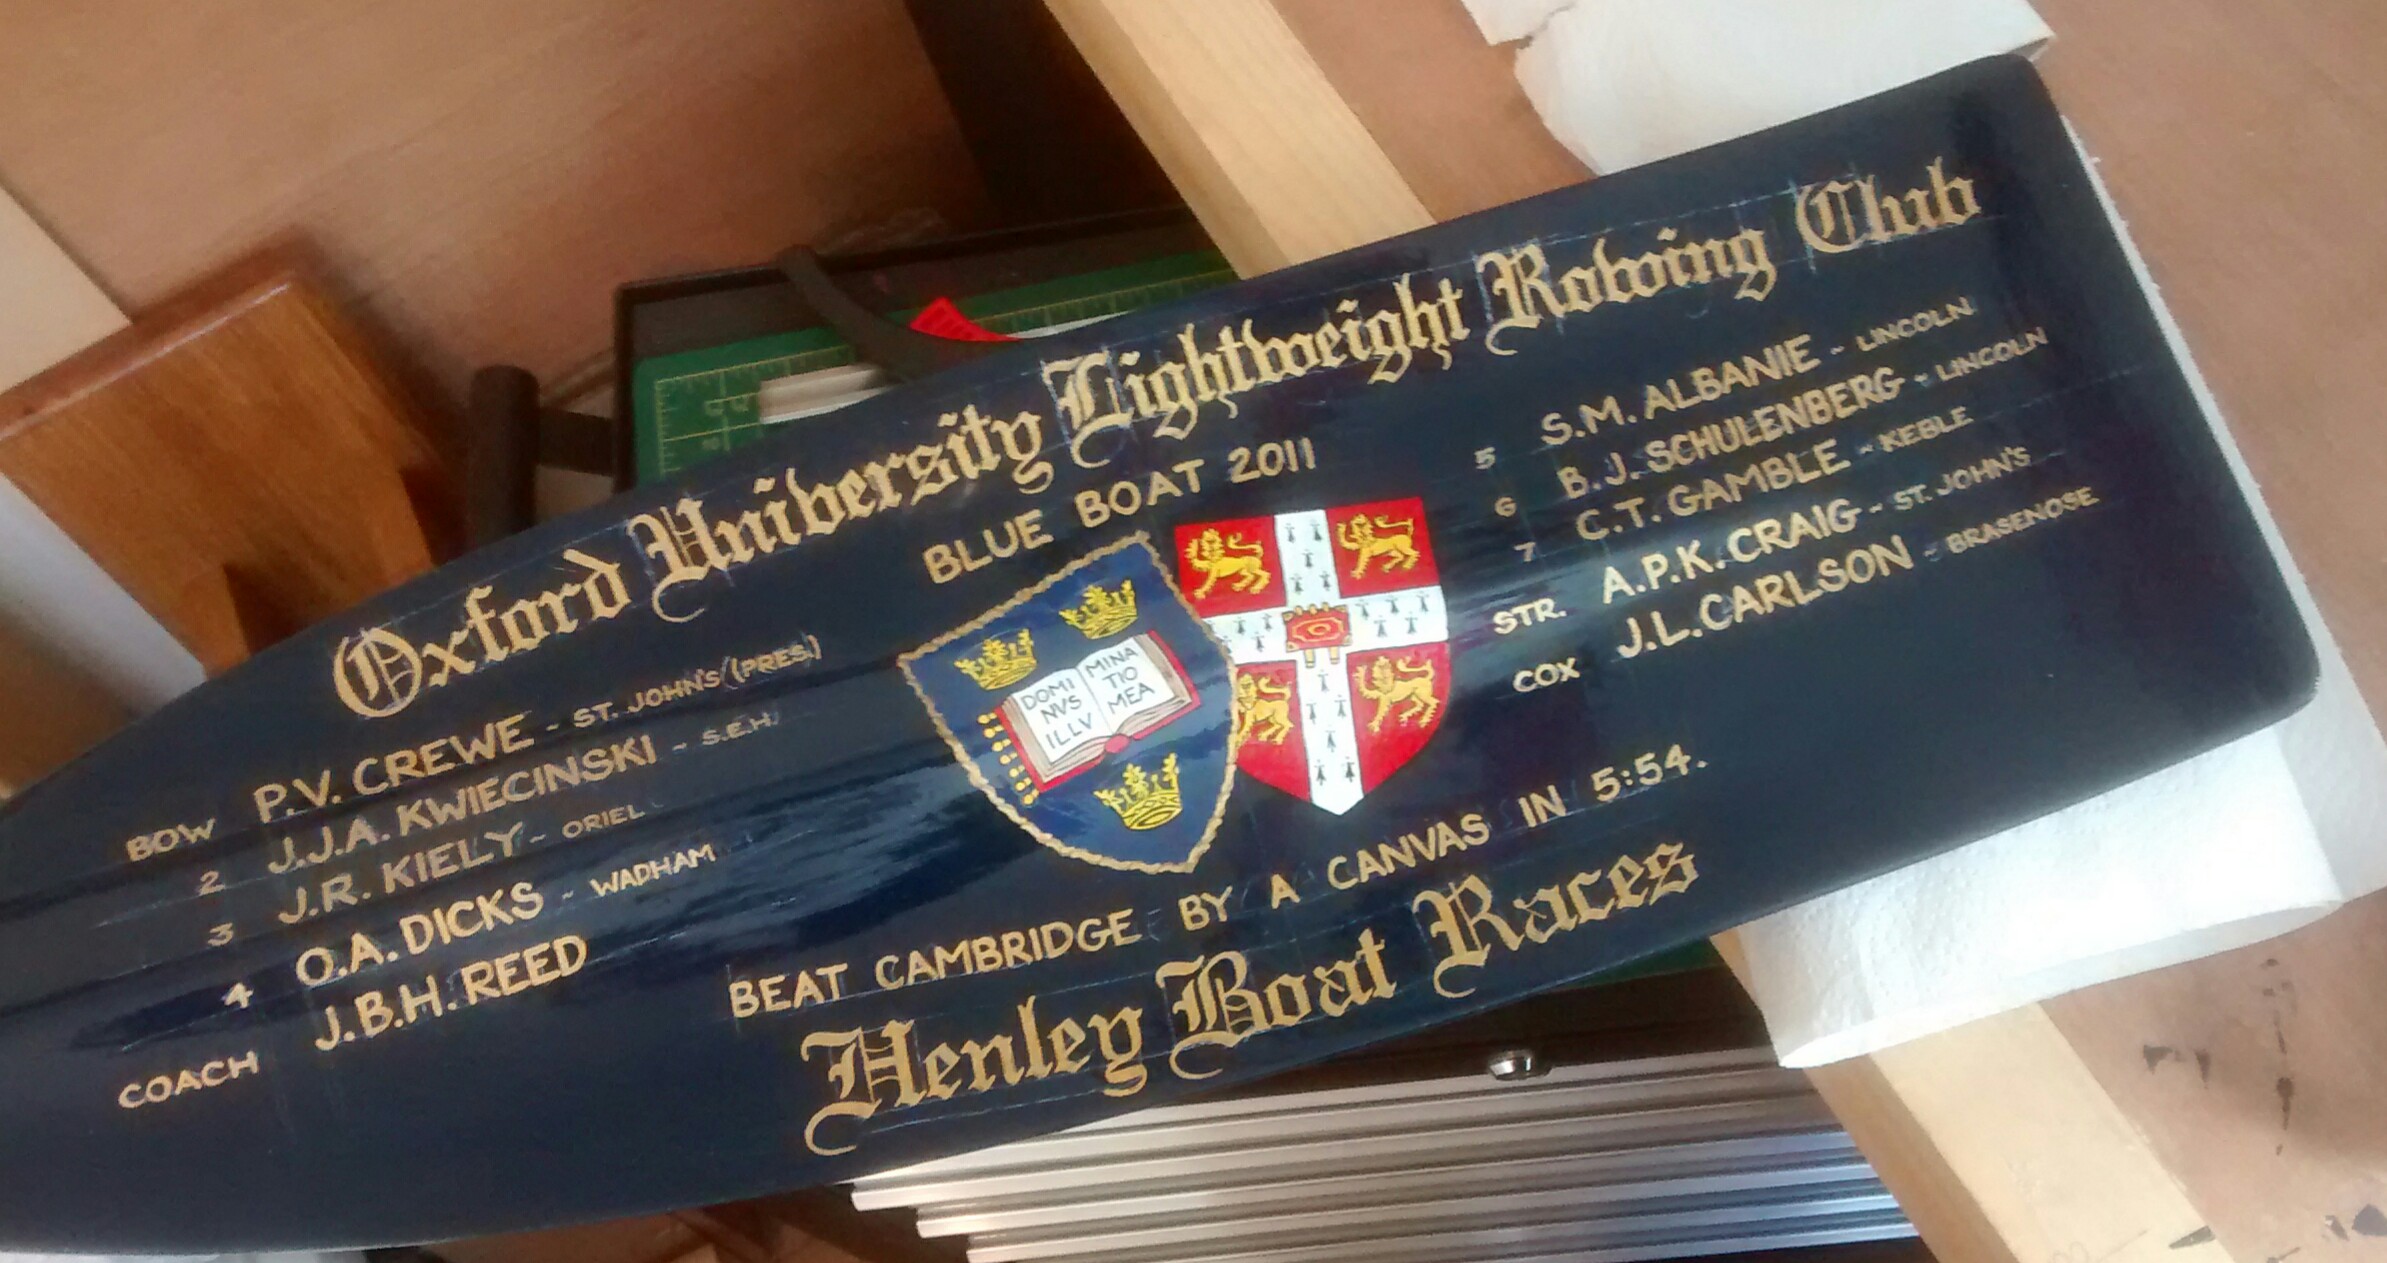 Oxford University Lightweight Rowing Club
BLUE BOAT 2011
BOW P.V. CREWE ~ ST. JOHN'S (PRES.)
2 J.J.A. KWIECINSKI ~ S.E.H.
3 J.R. KIELY ~ ORIEL
4 O.A. DICKS ~ WADHAM
COACH J.B.H. REED
DOMI
NVS
ILLV
MINA
TIO
MEA
5 S.M. ALBANIE ~ LINCOLN
6 B.J. SCHULENBERG ~ LINCOLN
7 C.T. GAMBLE ~ KEBLE
STR. A.P.K. CRAIG ~ ST. JOHN'S
COX J.L. CARLSON ~ BRASENOSE
BEAT CAMBRIDGE BY A CANVAS IN 5:54.
Henley Boat Races